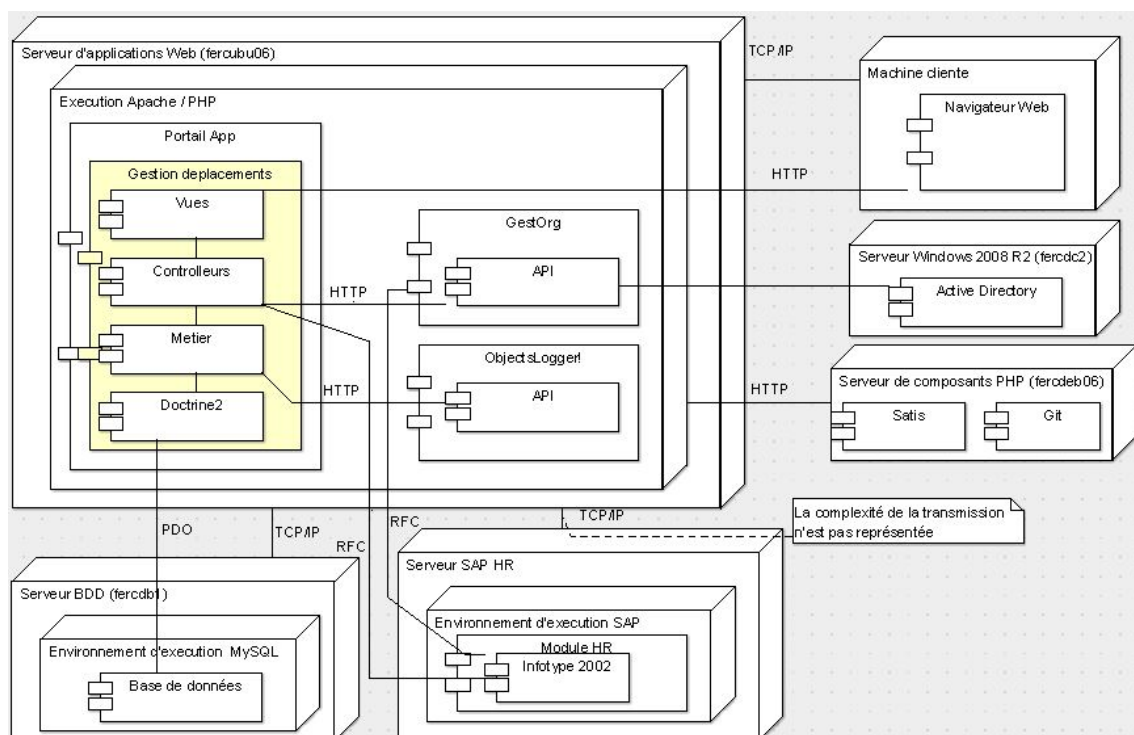 Serveur d'applications Web (fercubu06)
TCP/IP
Machine cliente
Execution Apache / PHP
Navigateur Web
Portail App
Gestion deplacements
HTTP
Vues
GestOrg
Serveur Windows 2008 R2 (fercdc2)
Controlleurs
API
Active Directory
HTTP
Metier
ObjectsLogger!
Serveur de composants PHP (fercdeb06)
HTTP
HTTP
Doctrine2
API
Satis
Git
La complexité de la transmission
n'est pas représentée
PDO
TCP/IP
RFC
RFC
TCP/IP
Serveur SAP HR
Serveur BDD (fercdb1)
Environnement d'execution SAP
Environnement d'execution MySQL
Module HR
Infotype 2002
Base de données